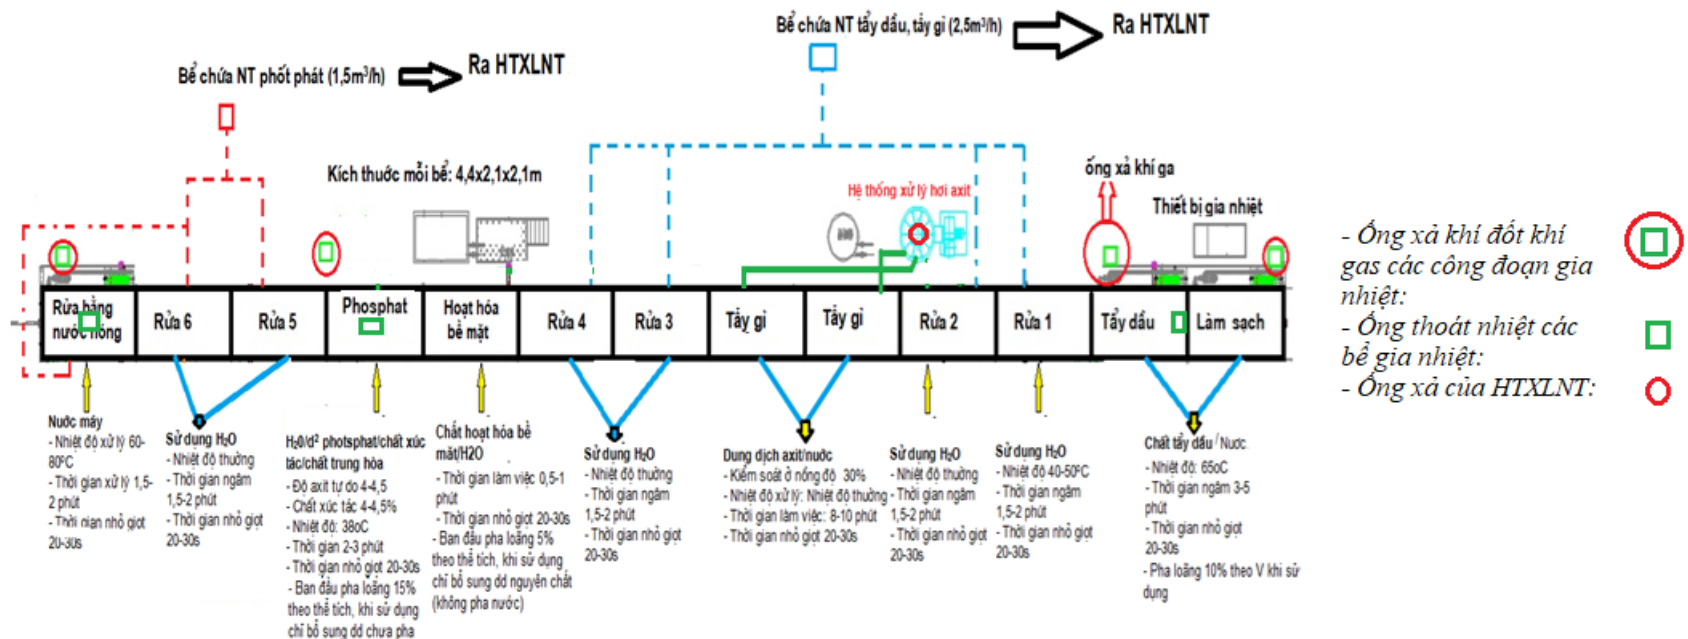 Bể chứa NT tẩy dầu, tẩy gỉ (2,5m³/h)
Ra HTXLNT
Bể chứa NT phốt phát (1,5m³/h)
Ra HTXLNT
Kích thước mỗi bể: 4,4x2,1x2,1m
Hệ thống xử lý hơi axit
ống xả khí ga
Thiết bị gia nhiệt
- Ống xả khí đốt khí
gas các công đoạn gia
nhiệt:
- Ống thoát nhiệt các
bể gia nhiệt:
- Ống xả của HTXLNT:
Rửa bằng
nước nóng
Rửa 6
Rửa 5
Phosphat
Hoạt hóa
bề mặt
Rửa 4
Rửa 3
Tẩy gỉ
Tẩy gỉ
Rửa 2
Rửa 1
Tẩy dầu
Làm sạch
Nước máy
- Nhiệt độ xử lý 60-
80ºC
- Thời gian xử lý 1,5-
2 phút
- Thời gian nhỏ giọt
20-30s
Sử dụng H₂O
- Nhiệt độ thường
- Thời gian ngâm
1,5-2 phút
- Thời gian nhỏ giọt
20-30s
H₂0/d² photsphat/chất xúc
tác/chất trung hòa
- Độ axit tự do 4-4,5
- Chất xúc tác 4-4,5%
- Nhiệt độ: 38oC
- Thời gian 2-3 phút
- Thời gian nhỏ giọt 20-30s
- Ban đầu pha loãng 15%
theo thể tích, khi sử dụng
chỉ bổ sung dd chưa pha
Chất hoạt hóa bề
mặt/H2O
- Thời gian làm việc 0,5-1
phút
- Thời gian nhỏ giọt 20-30s
- Ban đầu pha loãng 5%
theo thể tích, khi sử dụng
chỉ bổ sung dd nguyên chất
(không pha nước)
Sử dụng H₂O
- Nhiệt độ thường
- Thời gian ngâm
1,5-2 phút
- Thời gian nhỏ giọt
20-30s
Dung dịch axit/nước
- Kiểm soát ở nồng độ 30%
- Nhiệt độ xử lý: Nhiệt độ thường
- Thời gian làm việc: 8-10 phút
- Thời gian nhỏ giọt 20-30s
Sử dụng H₂O
- Nhiệt độ thường
- Thời gian ngâm
1,5-2 phút
- Thời gian nhỏ giọt
20-30s
Sử dụng H₂O
- Nhiệt độ 40-50ºC
- Thời gian ngâm
1,5-2 phút
- Thời gian nhỏ giọt
20-30s
Chất tẩy dầu /Nước
- Nhiệt độ: 65oC
- Thời gian ngâm 3-5
phút
- Thời gian nhỏ giọt
20-30s
- Pha loãng 10% theo V khi sử
dụng